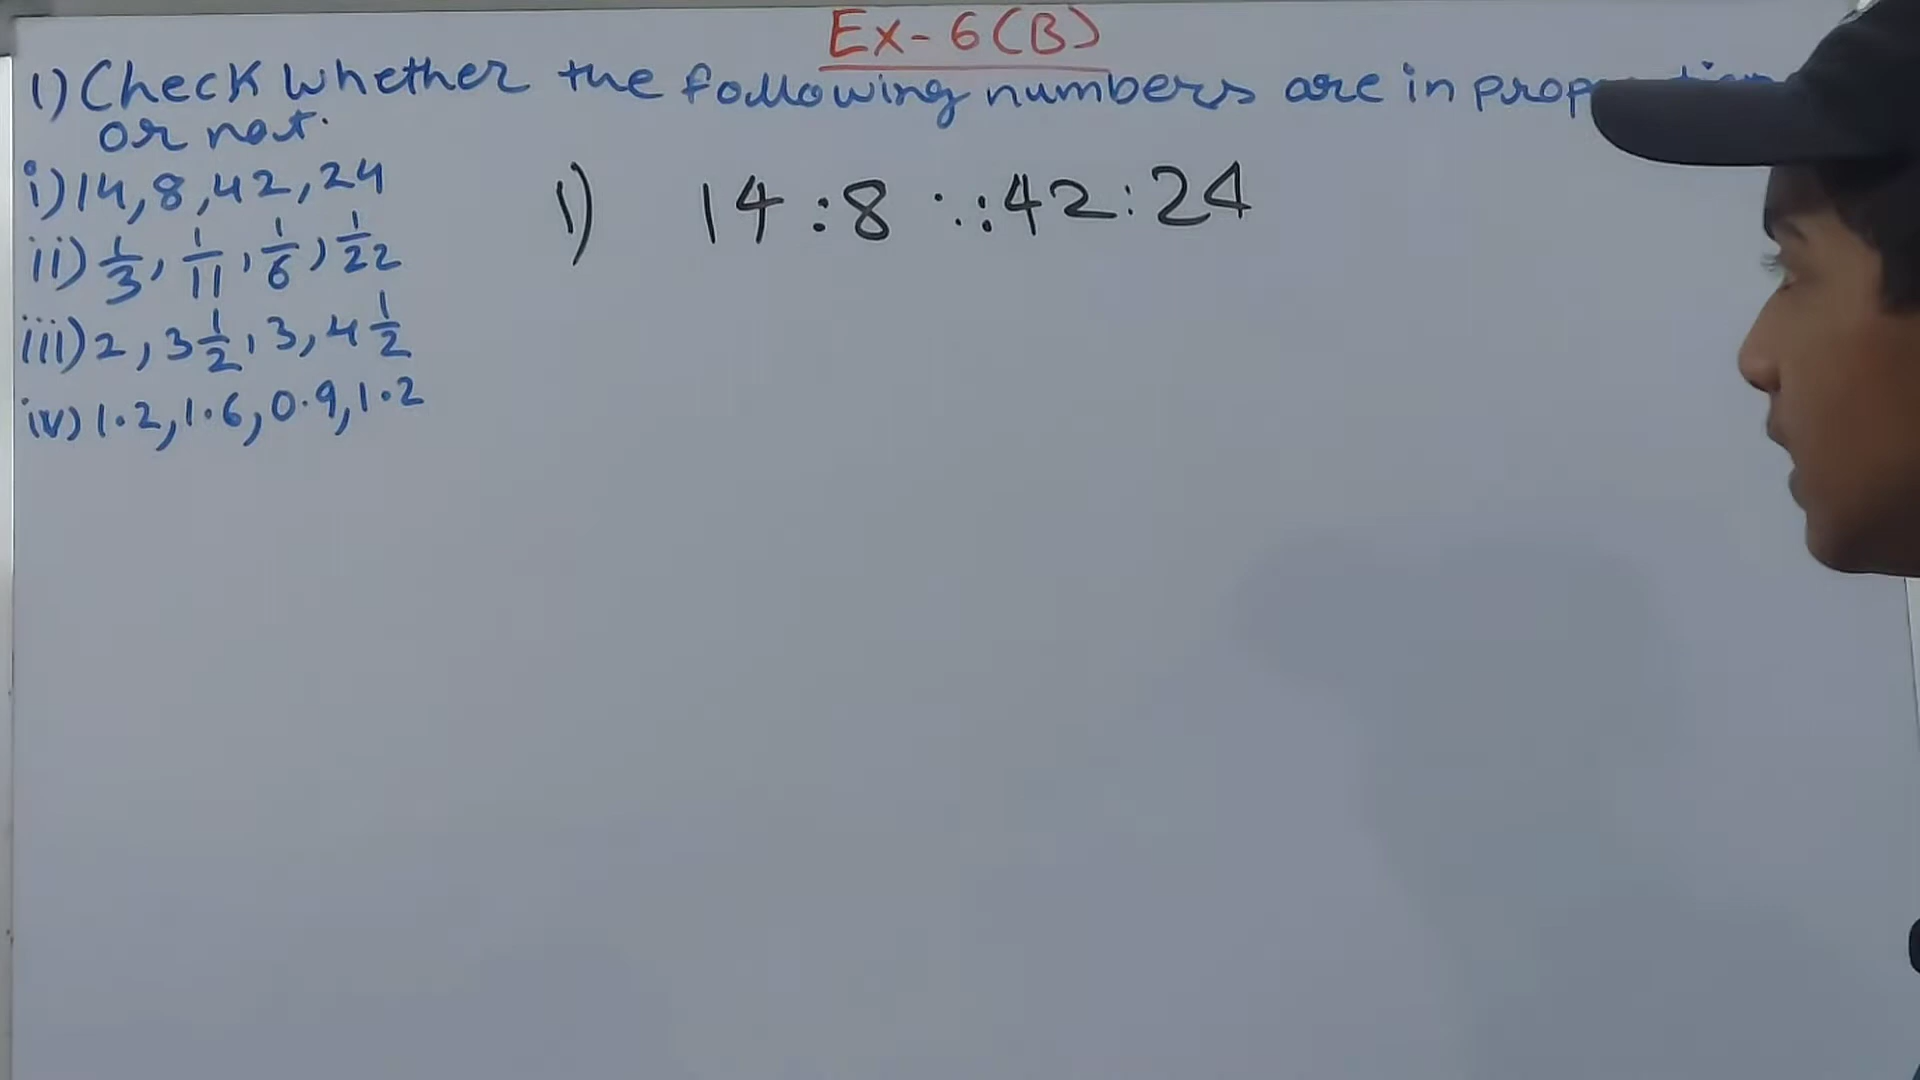 Ex-6(B)
1) Check whether the following numbers are in
or not.
i) 14, 8, 42, 24
ii) 1/3, 1/11, 1/6, 1/22
iii) 2, 3 1/2, 3, 4 1/2
iv) 1.2, 1.6, 0.9, 1.2
1) 14 : 8 :: 42 : 24